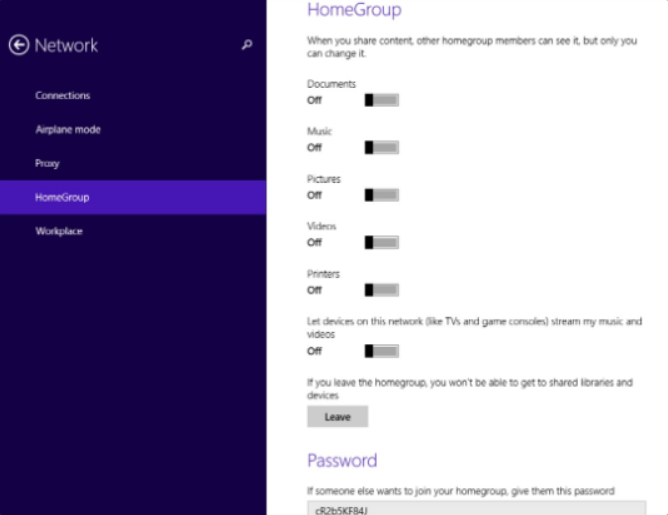 Network
Connections
Airplane mode
Proxy
HomeGroup
Workplace
HomeGroup
When you share content, other homegroup members can see it, but only you
can change it.
Documents
Off
Music
Off
Pictures
Off
Videos
Off
Printers
Off
Let devices on this network (like TVs and game consoles) stream my music and
videos
Off
If you leave the homegroup, you won't be able to get to shared libraries and
devices
Leave
Password
If someone else wants to join your homegroup, give them this password
cR2b5KF84J